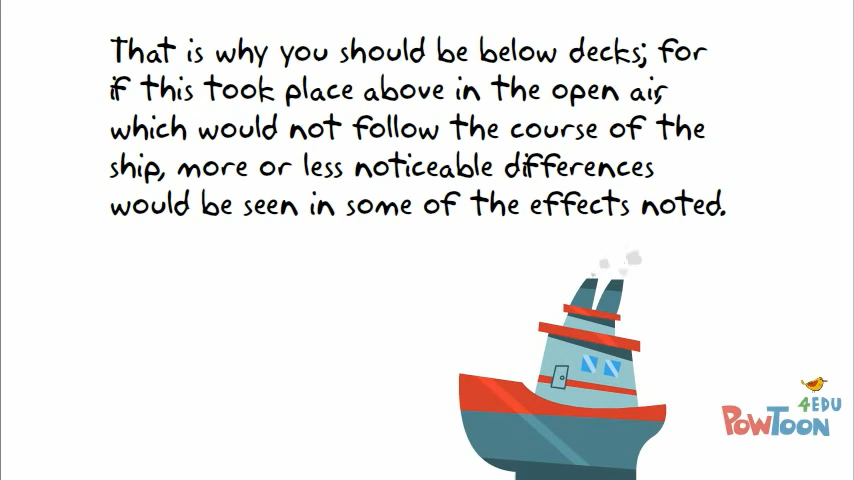 That is why you should be below decks; for
if this took place above in the open air,
which would not follow the course of the
ship, more or less noticeable differences
would be seen in some of the effects noted.
4EDU
POWTOON